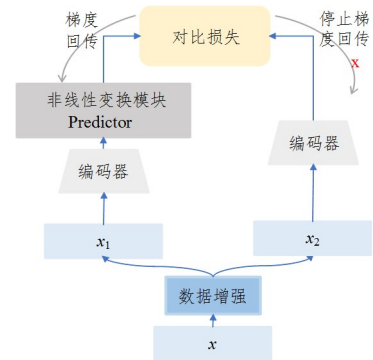 梯度
回传
对比损失
停止梯
度回传
x
非线性变换模块
Predictor
编码器
编码器
x₁
x₂
数据增强
x